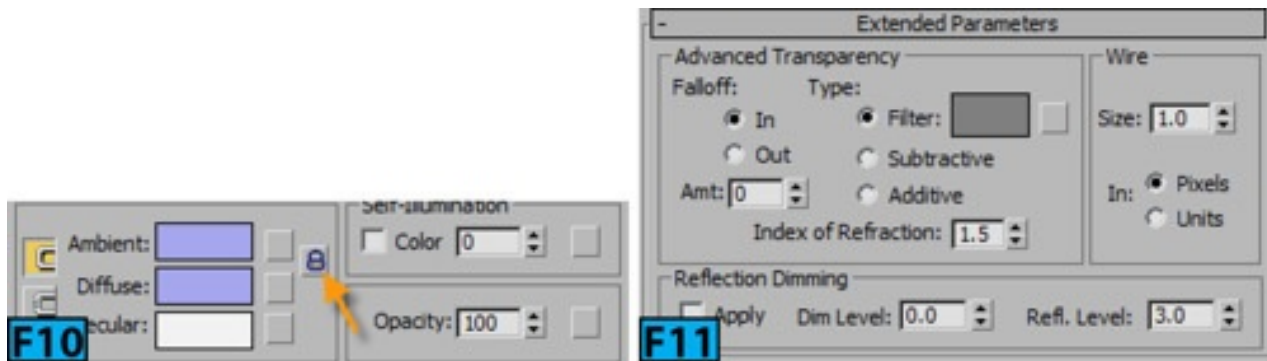 Ambient:
Diffuse:
ecular:
F10
Self-Illumination
Color 0
Opacity: 100
- Extended Parameters
Advanced Transparency
Falloff: Type:
In Filter:
Out Subtractive
Amt: 0 Additive
Index of Refraction: 1.5
Wire
Size: 1.0
In: Pixels
Units
Reflection Dimming
Apply Dim Level: 0.0 Refl. Level: 3.0
F11